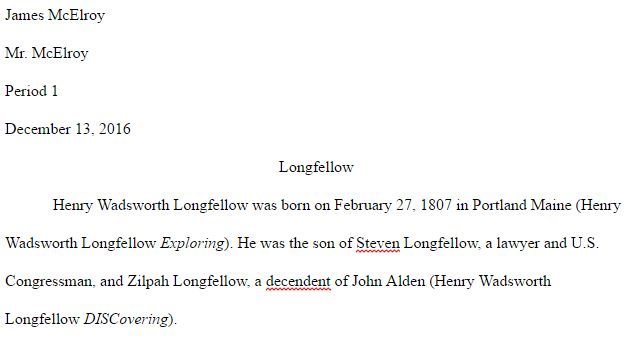 James McElroy
Mr. McElroy
Period 1
December 13, 2016
Longfellow
Henry Wadsworth Longfellow was born on February 27, 1807 in Portland Maine (Henry
Wadsworth Longfellow Exploring). He was the son of Steven Longfellow, a lawyer and U.S.
Congressman, and Zilpah Longfellow, a decendent of John Alden (Henry Wadsworth
Longfellow DISCovering).